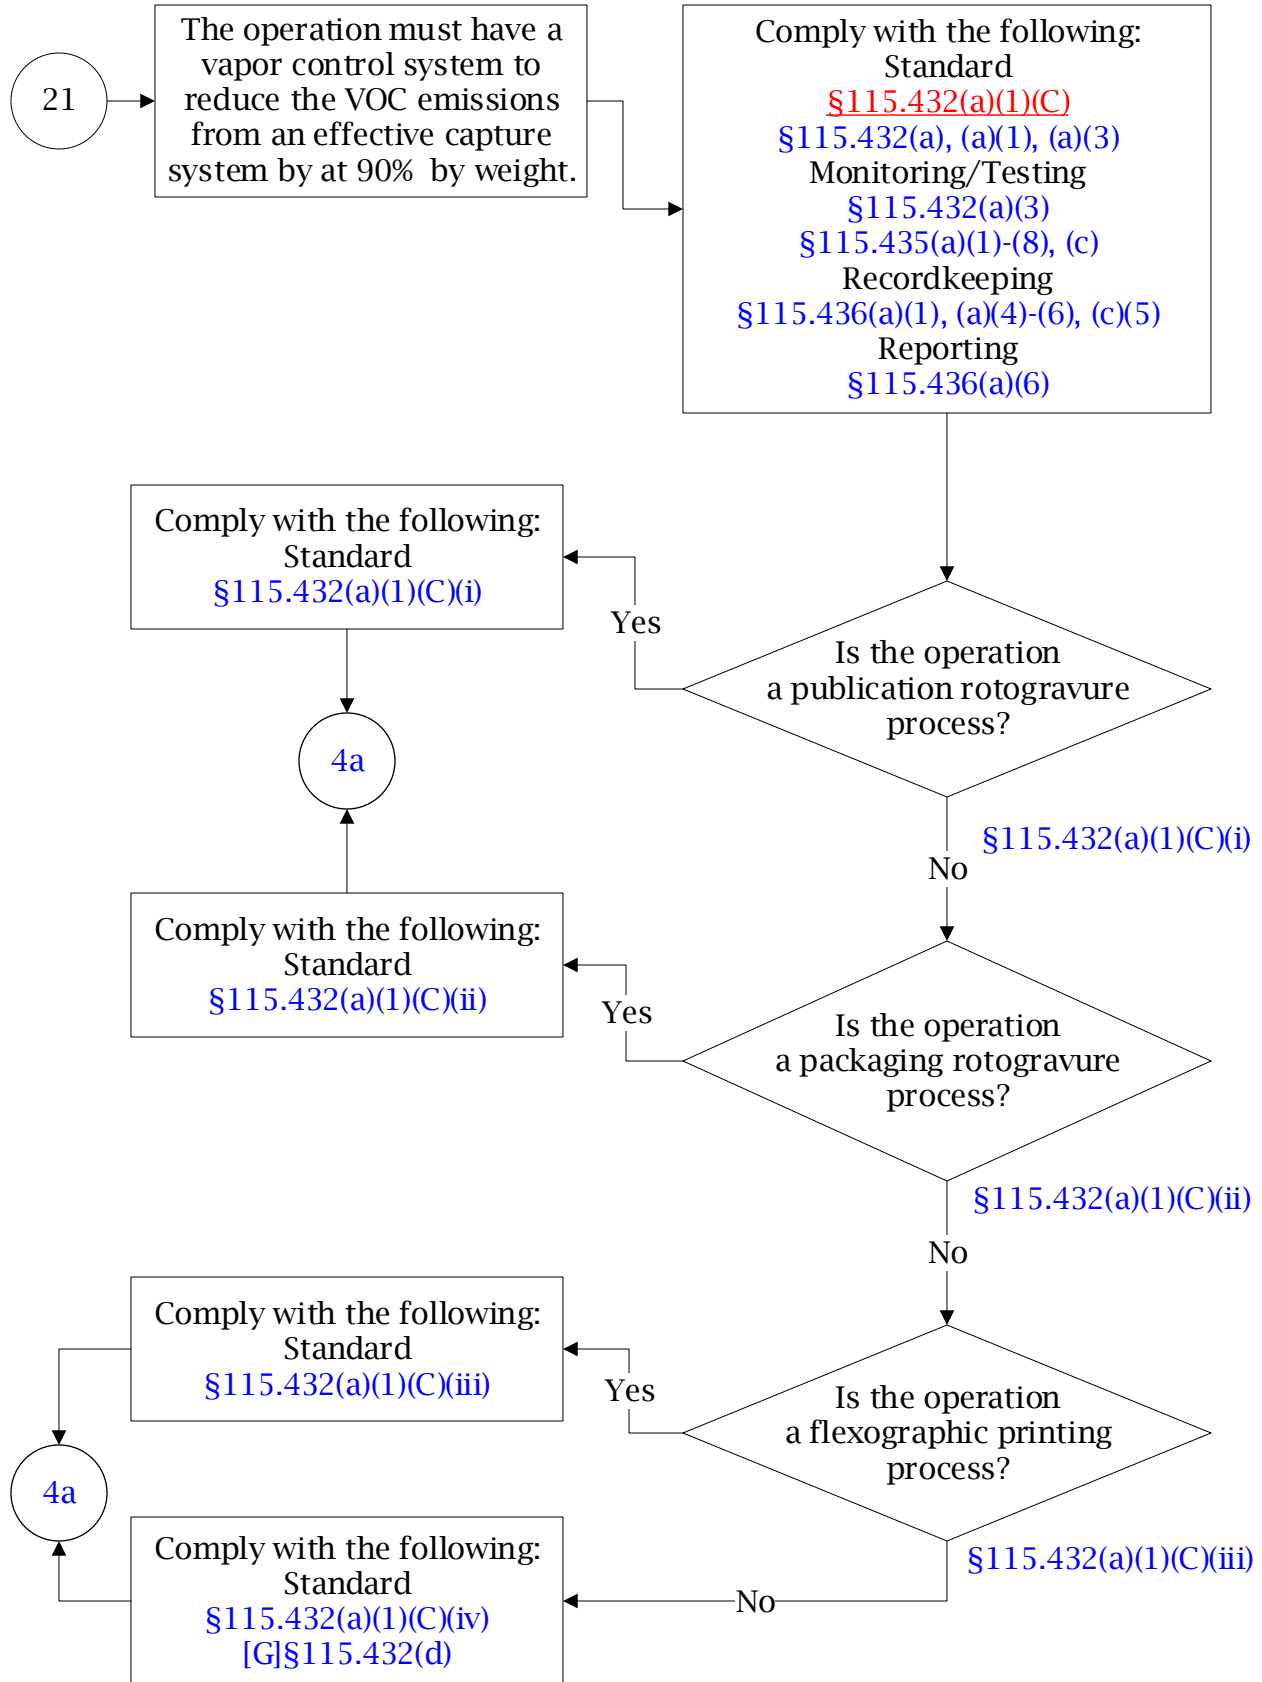 21
The operation must have a
vapor control system to
reduce the VOC emissions
from an effective capture
system by at 90% by weight.
Comply with the following:
Standard
§115.432(a)(1)(C)
§115.432(a), (a)(1), (a)(3)
Monitoring/Testing
§115.432(a)(3)
§115.435(a)(1)-(8), (c)
Recordkeeping
§115.436(a)(1), (a)(4)-(6), (c)(5)
Reporting
§115.436(a)(6)
Is the operation
a publication rotogravure
process?
Yes
Comply with the following:
Standard
§115.432(a)(1)(C)(i)
4a
§115.432(a)(1)(C)(i)
No
Is the operation
a packaging rotogravure
process?
Yes
Comply with the following:
Standard
§115.432(a)(1)(C)(ii)
§115.432(a)(1)(C)(ii)
No
Is the operation
a flexographic printing
process?
Yes
Comply with the following:
Standard
§115.432(a)(1)(C)(iii)
4a
§115.432(a)(1)(C)(iii)
No
Comply with the following:
Standard
§115.432(a)(1)(C)(iv)
[G]§115.432(d)